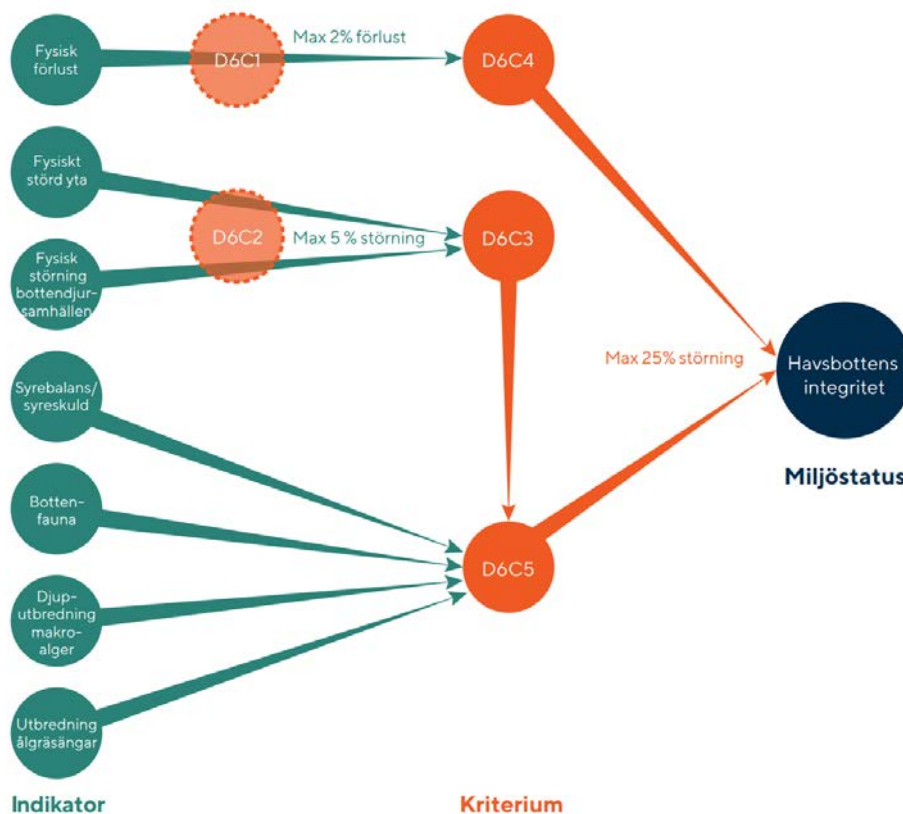 Fysisk
förlust
D6C1
Max 2% förlust
D6C4
Fysiskt
störd yta
D6C2
Max 5 % störning
D6C3
Fysisk
störning
bottendjur-
samhällen
Syrebalans/
syreskuld
Max 25% störning
Havsbottens
integritet
Miljöstatus
Botten-
fauna
D6C5
Djup-
utbredning
makro-
alger
Utbredning
ålgräsängar
Indikator
Kriterium